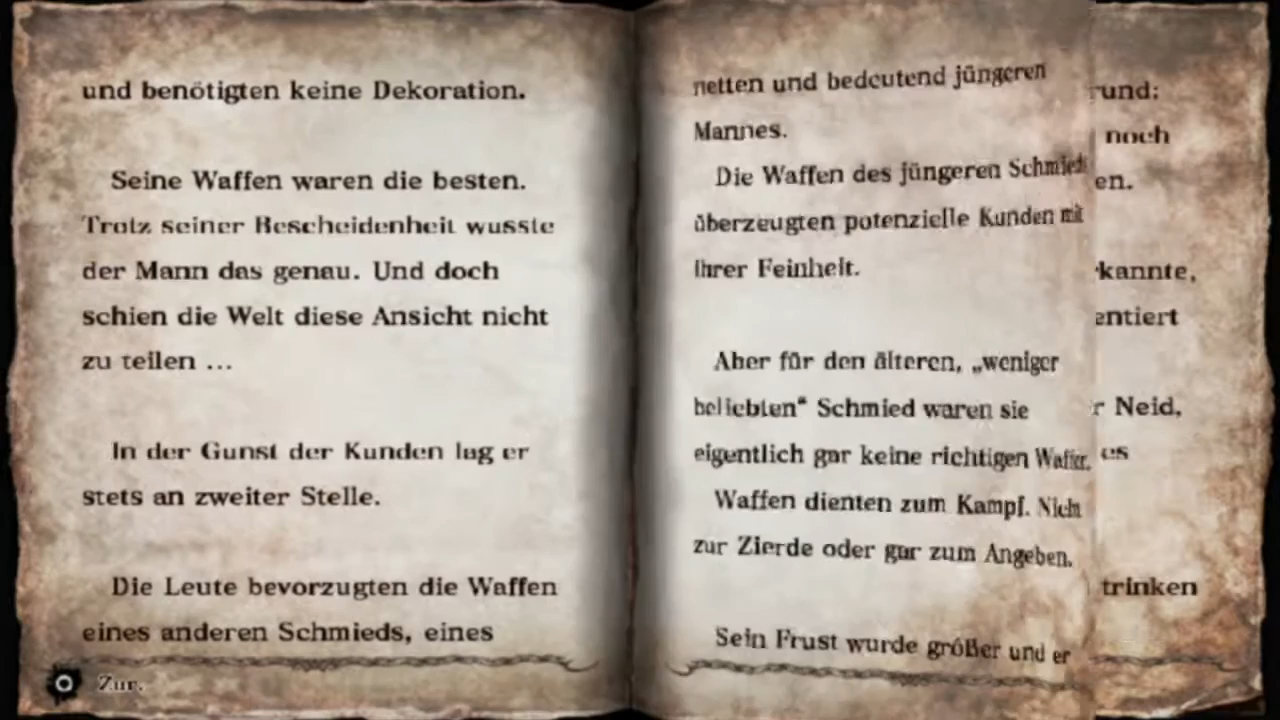 und benötigten keine Dekoration.
Seine Waffen waren die besten.
Trotz seiner Bescheidenheit wusste
der Mann das genau. Und doch
schien die Welt diese Ansicht nicht
zu teilen ...
In der Gunst der Kunden lag er
stets an zweiter Stelle.
Die Leute bevorzugten die Waffen
eines anderen Schmieds, eines
netten und bedeutend jüngeren
Mannes.
Die Waffen des jüngeren Schmieds
überzeugten potenzielle Kunden mit
ihrer Feinheit.
Aber für den älteren, „weniger
beliebten“ Schmied waren sie
eigentlich gar keine richtigen Waffen.
Waffen dienten zum Kampf. Nicht
zur Zierde oder gar zum Angeben.
Sein Frust wurde größer und er
noch
Neid,
es
trinken
Zur.